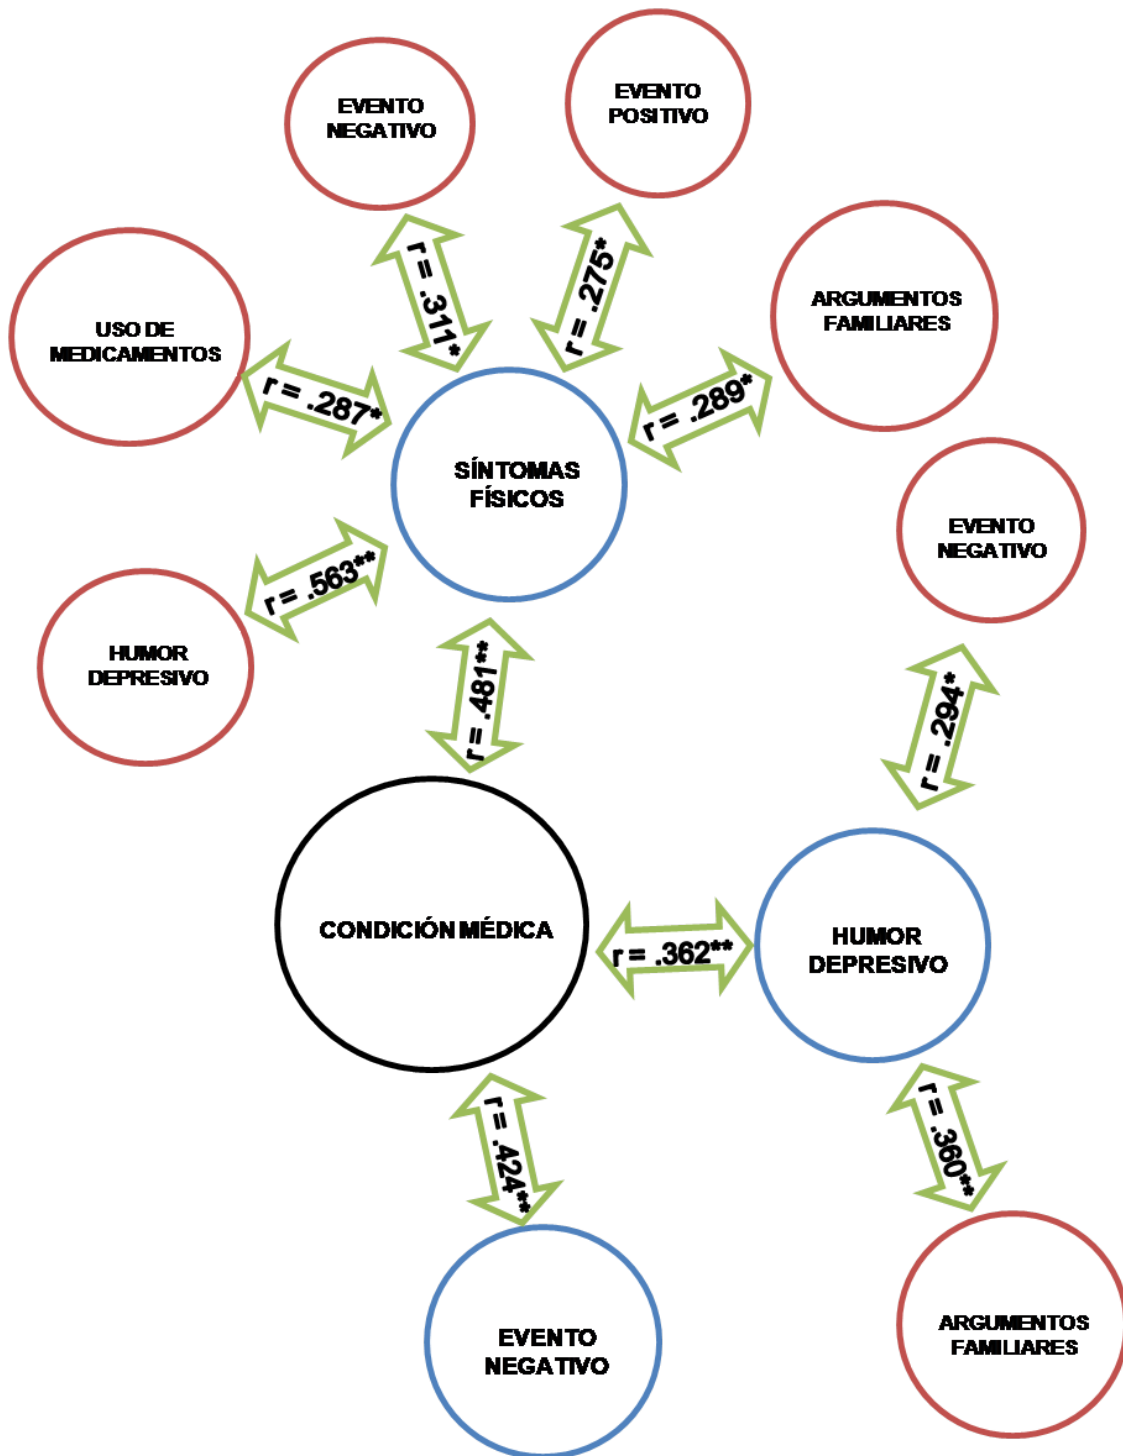 EVENTO
NEGATIVO
EVENTO
POSITIVO
r = .311*
r = .275*
USO DE
MEDICAMENTOS
ARGUMENTOS
FAMILIARES
r = .287*
r = .289*
SÍNTOMAS
FÍSICOS
EVENTO
NEGATIVO
r = .563**
HUMOR
DEPRESIVO
r = .481**
r = .294*
CONDICIÓN MÉDICA
r = .362**
HUMOR
DEPRESIVO
r = .424**
r = .360**
EVENTO
NEGATIVO
ARGUMENTOS
FAMILIARES